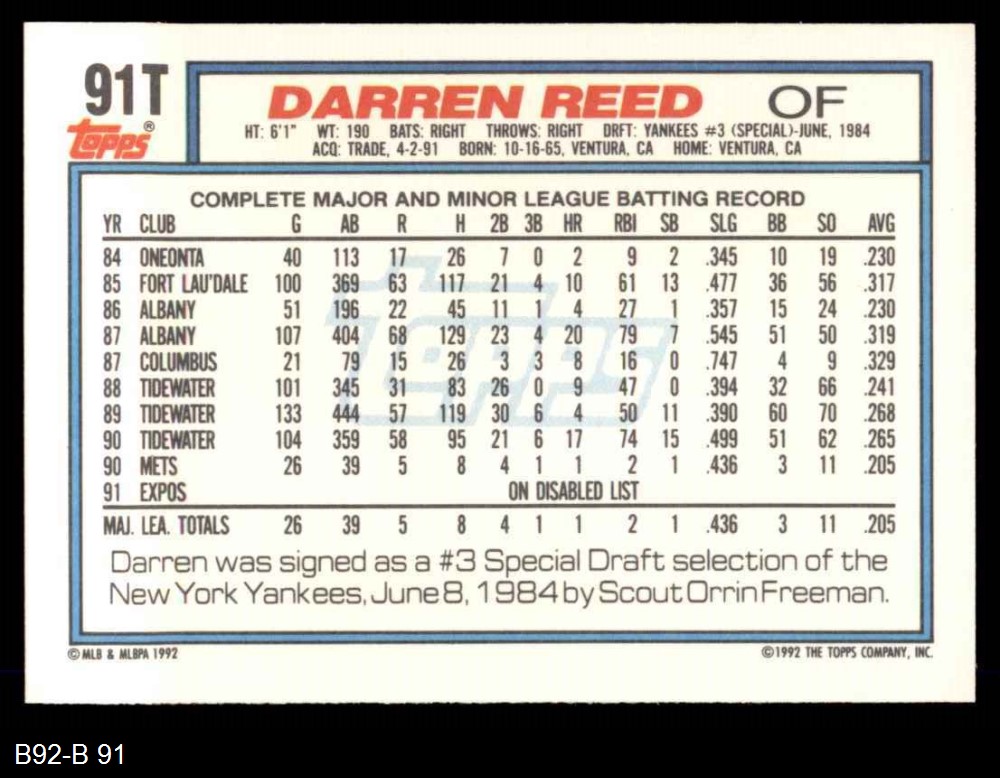 91T
Topps®
DARREN REED OF
HT: 6'1" WT: 190 BATS: RIGHT THROWS: RIGHT DRFT: YANKEES #3 (SPECIAL)-JUNE, 1984
ACQ: TRADE, 4-2-91 BORN: 10-16-65, VENTURA, CA HOME: VENTURA, CA
COMPLETE MAJOR AND MINOR LEAGUE BATTING RECORD
YR CLUB G AB R H 2B 3B HR RBI SB SLG BB SO AVG
84 ONEONTA 40 113 17 26 7 0 2 9 2 .345 10 19 .230
85 FORT LAU'DALE 100 369 63 117 21 4 10 61 13 .477 36 56 .317
86 ALBANY 51 196 22 45 11 1 4 27 1 .357 15 24 .230
87 ALBANY 107 404 68 129 23 4 20 79 7 .545 51 50 .319
87 COLUMBUS 21 79 15 26 3 3 8 16 0 .747 4 9 .329
88 TIDEWATER 101 345 31 83 26 0 9 47 0 .394 32 66 .241
89 TIDEWATER 133 444 57 119 30 6 4 50 11 .390 60 70 .268
90 TIDEWATER 104 359 58 95 21 6 17 74 15 .499 51 62 .265
90 METS 26 39 5 8 4 1 1 2 1 .436 3 11 .205
91 EXPOS ON DISABLED LIST
MAJ. LEA. TOTALS 26 39 5 8 4 1 1 2 1 .436 3 11 .205
Darren was signed as a #3 Special Draft selection of the
New York Yankees, June 8, 1984 by Scout Orrin Freeman.
© MLB & MLBPA 1992 ©1992 THE TOPPS COMPANY, INC.
B92-B 91